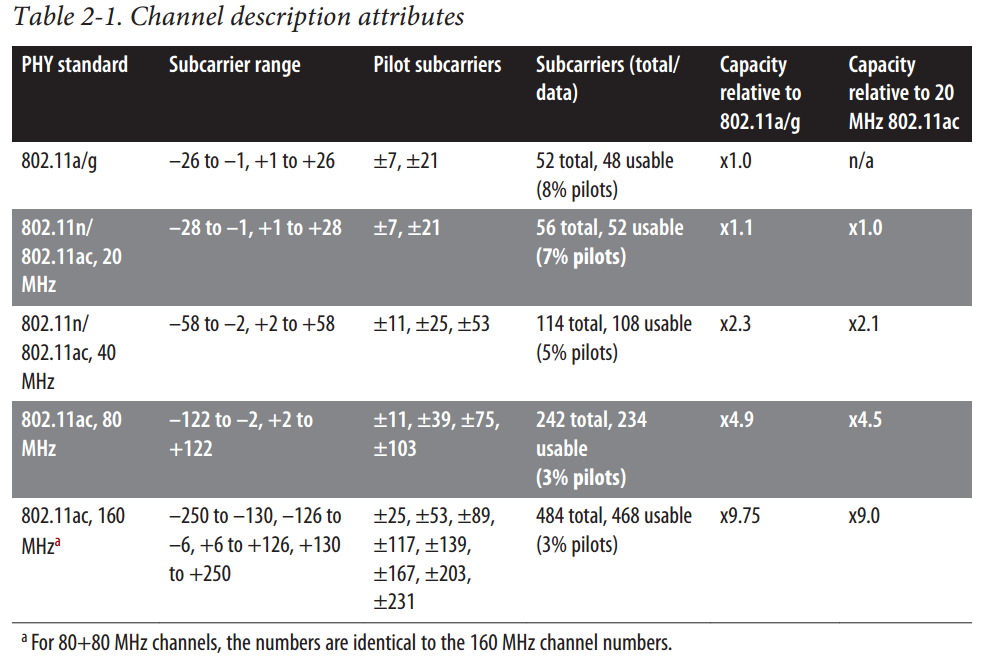 Table 2-1. Channel description attributes
PHY standard | Subcarrier range | Pilot subcarriers | Subcarriers (total/data) | Capacity relative to 802.11a/g | Capacity relative to 20 MHz 802.11ac
802.11a/g | –26 to –1, +1 to +26 | ±7, ±21 | 52 total, 48 usable (8% pilots) | x1.0 | n/a
802.11n/802.11ac, 20 MHz | –28 to –1, +1 to +28 | ±7, ±21 | 56 total, 52 usable (7% pilots) | x1.1 | x1.0
802.11n/802.11ac, 40 MHz | –58 to –2, +2 to +58 | ±11, ±25, ±53 | 114 total, 108 usable (5% pilots) | x2.3 | x2.1
802.11ac, 80 MHz | –122 to –2, +2 to +122 | ±11, ±39, ±75, ±103 | 242 total, 234 usable (3% pilots) | x4.9 | x4.5
802.11ac, 160 MHzᵃ | –250 to –130, –126 to –6, +6 to +126, +130 to +250 | ±25, ±53, ±89, ±117, ±139, ±167, ±203, ±231 | 484 total, 468 usable (3% pilots) | x9.75 | x9.0
ᵃ For 80+80 MHz channels, the numbers are identical to the 160 MHz channel numbers.